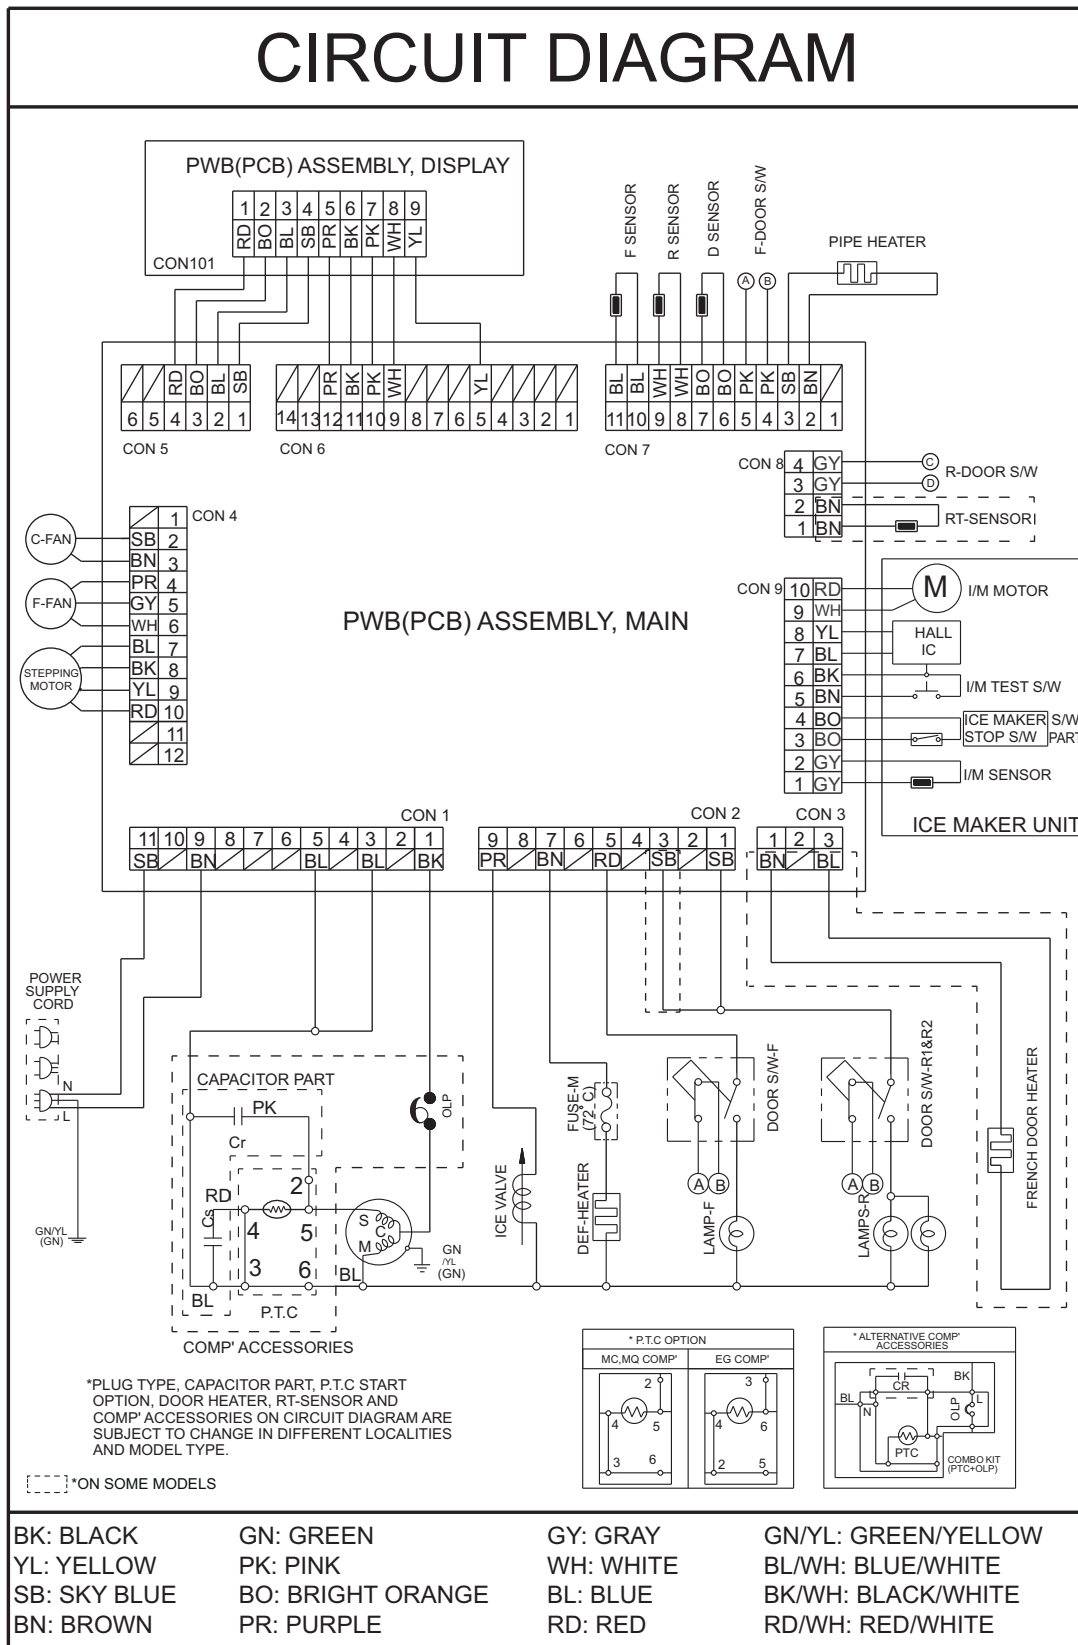 CIRCUIT DIAGRAM
PWB(PCB) ASSEMBLY, DISPLAY
1 2 3 4 5 6 7 8 9
RD BO BL SB PR BK PK WH YL
CON101
F SENSOR
R SENSOR
D SENSOR
F-DOOR S/W
A B
PIPE HEATER
RD BO BL SB
6 5 4 3 2 1
CON 5
PR BK PK WH YL
14 13 12 11 10 9 8 7 6 5 4 3 2 1
CON 6
BL BL WH WH BO BO PK PK SB BN
11 10 9 8 7 6 5 4 3 2 1
CON 7
CON 8
4 GY
3 GY
2 BN
1 BN
C
D
R-DOOR S/W
RT-SENSOR
1 CON 4
SB 2
BN 3
PR 4
GY 5
WH 6
BL 7
BK 8
YL 9
RD 10
11
12
C-FAN
F-FAN
STEPPING
MOTOR
PWB(PCB) ASSEMBLY, MAIN
CON 9
10 RD
9 WH
8 YL
7 BL
6 BK
5 BN
4 BO
3 BO
2 GY
1 GY
M
I/M MOTOR
HALL
IC
I/M TEST S/W
ICE MAKER S/W
STOP S/W PART
I/M SENSOR
ICE MAKER UNIT
CON 1
11 10 9 8 7 6 5 4 3 2 1
SB BN BL BL BK
CON 2
9 8 7 6 5 4 3 2 1
PR BN RD SB SB
CON 3
1 2 3
BN BL
POWER
SUPPLY
CORD
N
L
GN/YL
(GN)
CAPACITOR PART
PK
Cr
RD
Cs
2
4 5
3 6
BL
P.T.C
COMP' ACCESSORIES
6
OLP
S
C
M
BL
GN
/YL
(GN)
ICE VALVE
FUSE-M
(72°C)
DEF-HEATER
DOOR S/W-F
A B
LAMP-F
DOOR S/W-R1&R2
A B
LAMPS-R
FRENCH DOOR HEATER
*PLUG TYPE, CAPACITOR PART, P.T.C START
OPTION, DOOR HEATER, RT-SENSOR AND
COMP' ACCESSORIES ON CIRCUIT DIAGRAM ARE
SUBJECT TO CHANGE IN DIFFERENT LOCALITIES
AND MODEL TYPE.
*ON SOME MODELS
* P.T.C OPTION
MC,MQ COMP' EG COMP'
2
4 5
3 6
3
4 6
2 5
* ALTERNATIVE COMP'
ACCESSORIES
CR
BK
BL
N
L
OLP
PTC
COMBO KIT
(PTC+OLP)
BK: BLACK GN: GREEN GY: GRAY GN/YL: GREEN/YELLOW
YL: YELLOW PK: PINK WH: WHITE BL/WH: BLUE/WHITE
SB: SKY BLUE BO: BRIGHT ORANGE BL: BLUE BK/WH: BLACK/WHITE
BN: BROWN PR: PURPLE RD: RED RD/WH: RED/WHITE